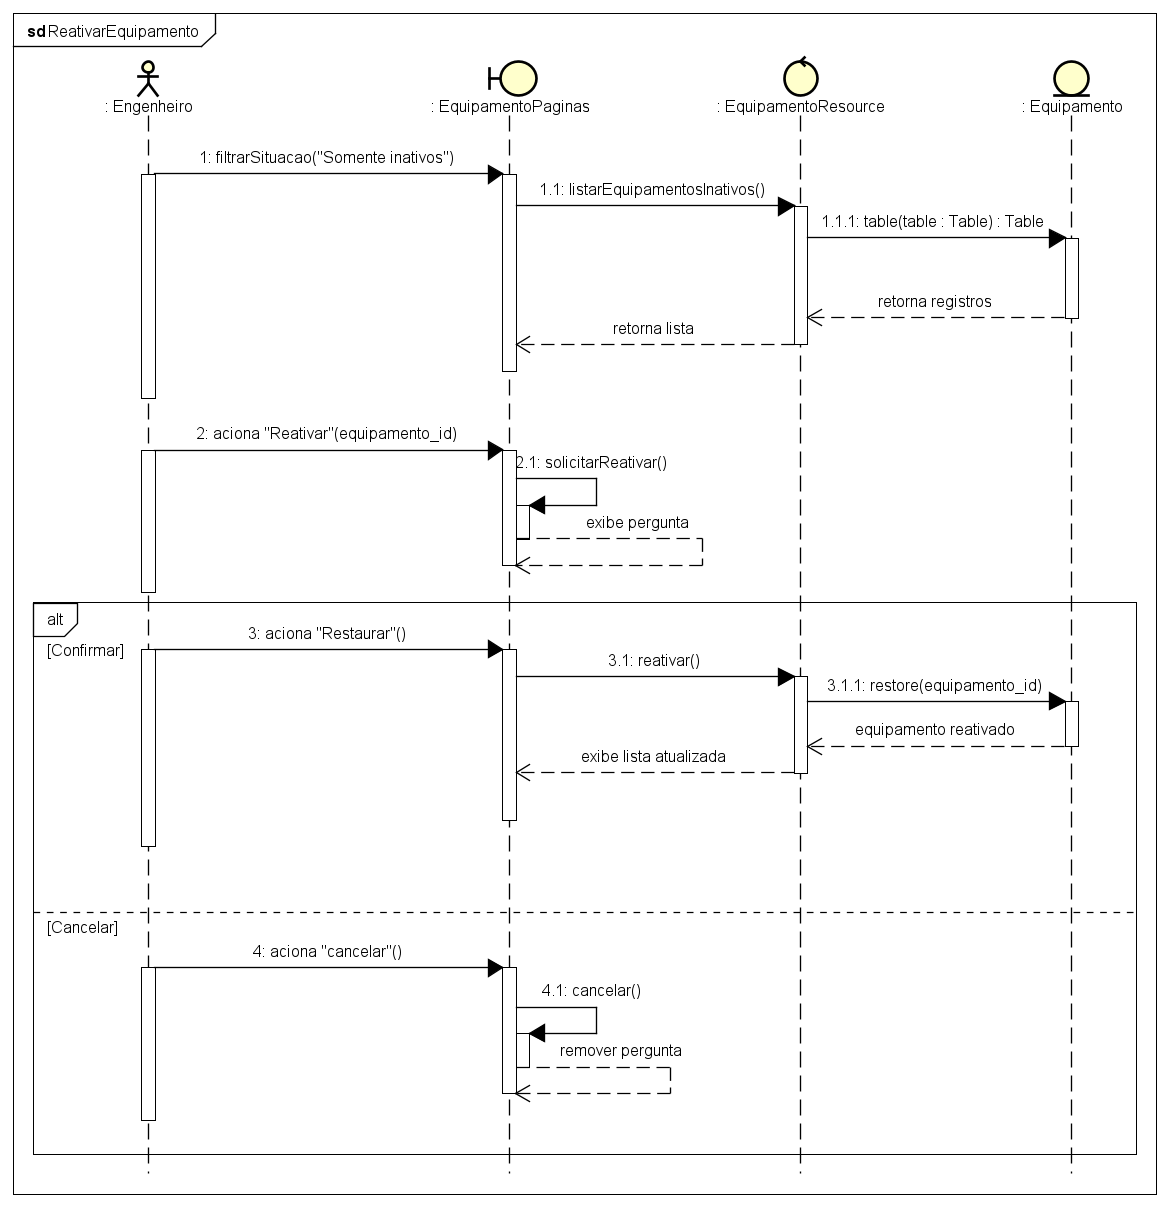 sd ReativarEquipamento
: Engenheiro
: EquipamentoPaginas
: EquipamentoResource
: Equipamento
1: filtrarSituacao("Somente inativos")
1.1: listarEquipamentosInativos()
1.1.1: table(table : Table) : Table
retorna registros
retorna lista
2: aciona "Reativar"(equipamento_id)
2.1: solicitarReativar()
exibe pergunta
alt
[Confirmar]
3: aciona "Restaurar"()
3.1: reativar()
3.1.1: restore(equipamento_id)
equipamento reativado
exibe lista atualizada
[Cancelar]
4: aciona "cancelar"()
4.1: cancelar()
remover pergunta